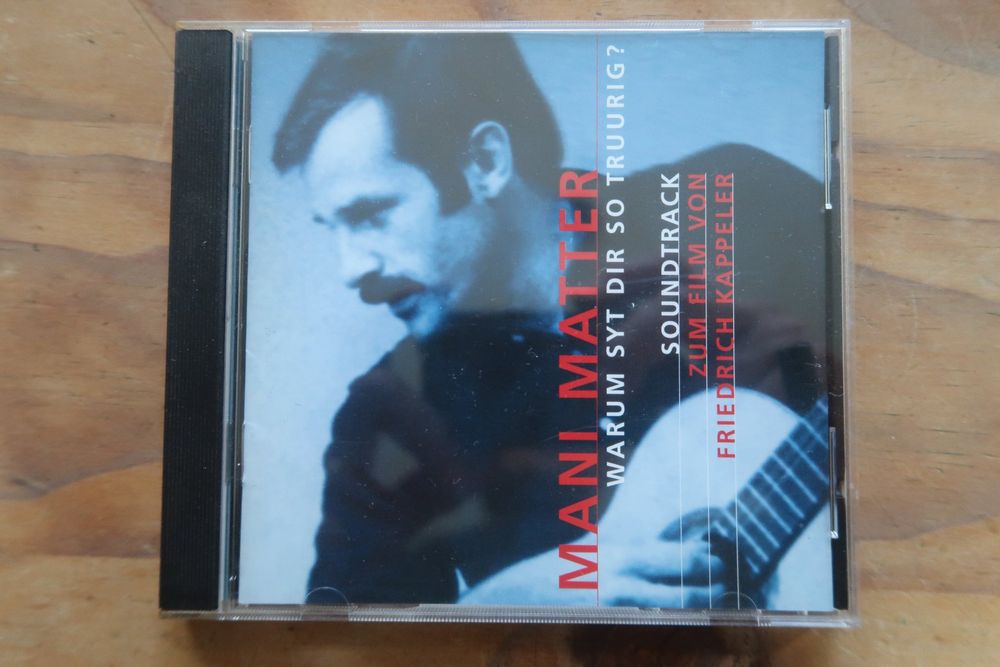 MANI MATTER
WARUM SYT DIR SO TRUURIG?
SOUNDTRACK
ZUM FILM VON
FRIEDRICH KAPPELER